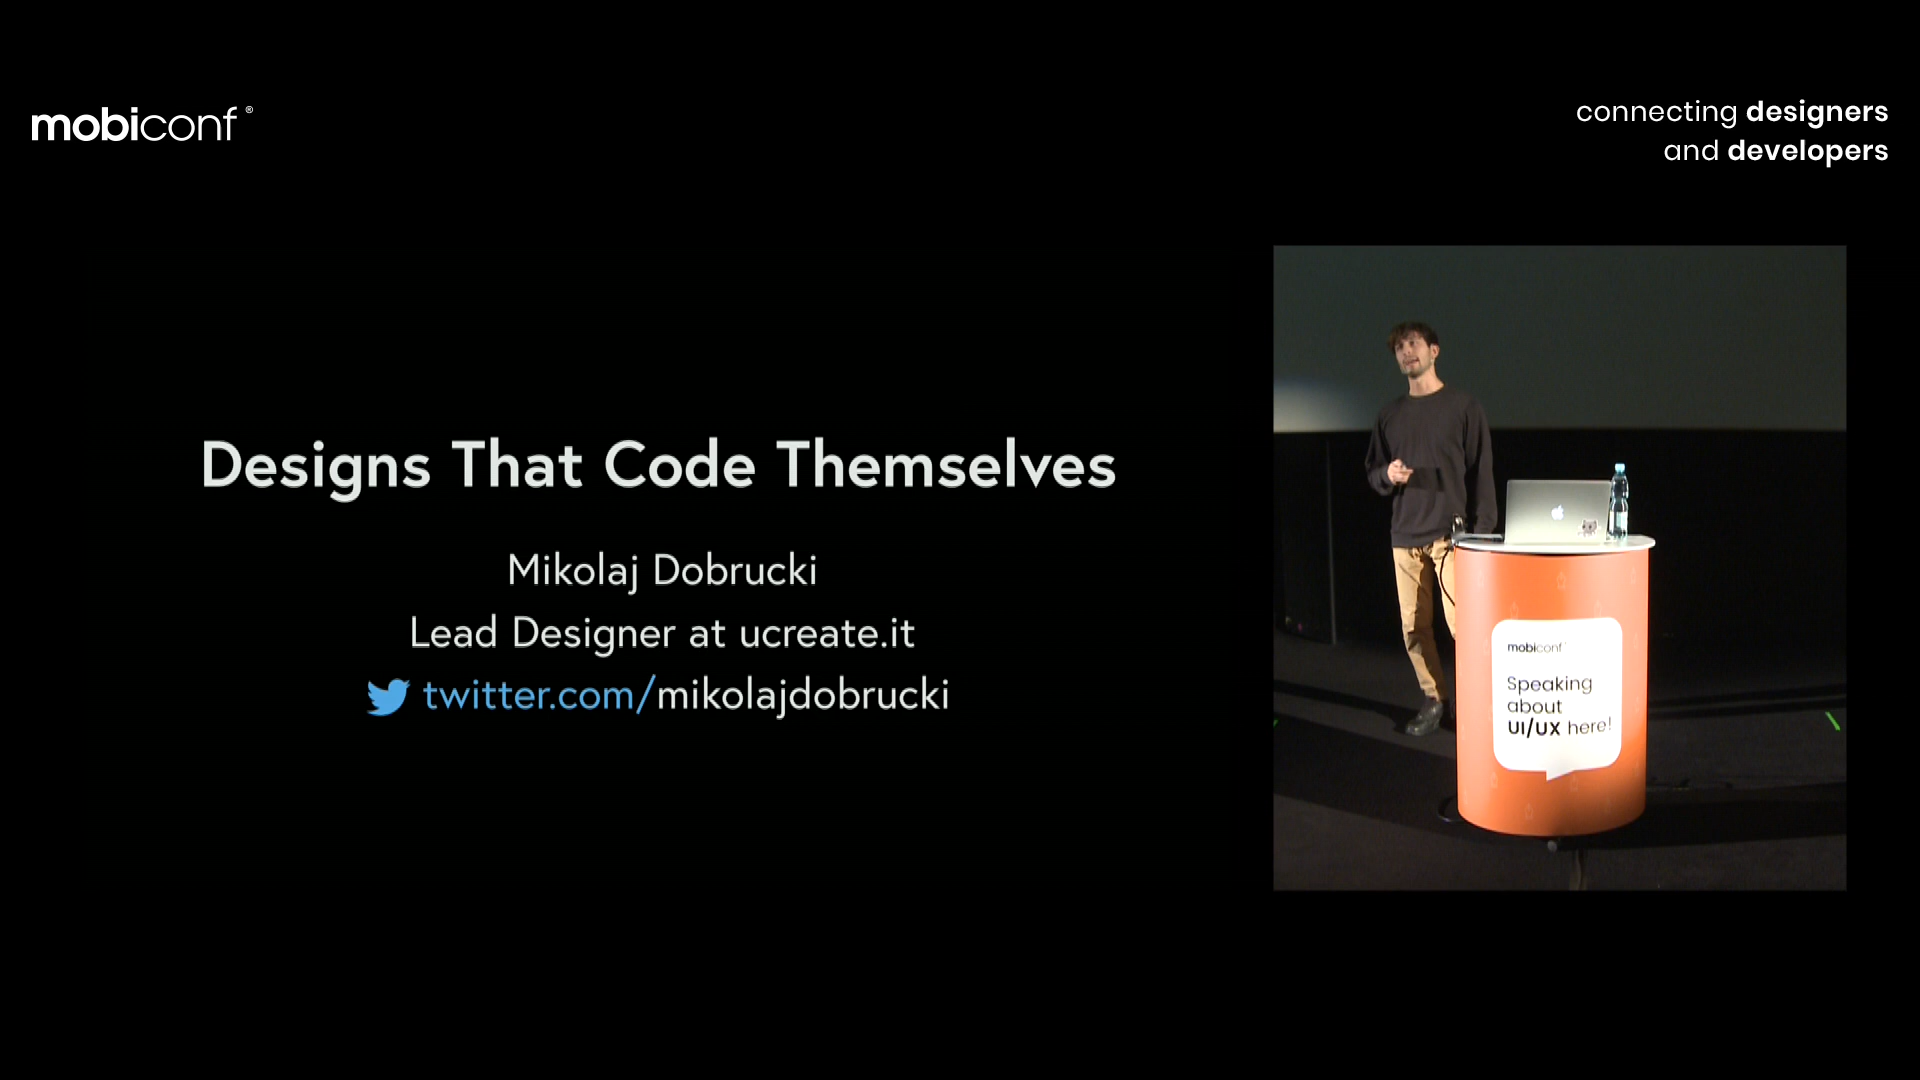 mobiconf®
connecting designers
and developers
Designs That Code Themselves
Mikolaj Dobrucki
Lead Designer at ucreate.it
twitter.com/mikolajdobrucki
mobiconf
Speaking
about
UI/UX here!